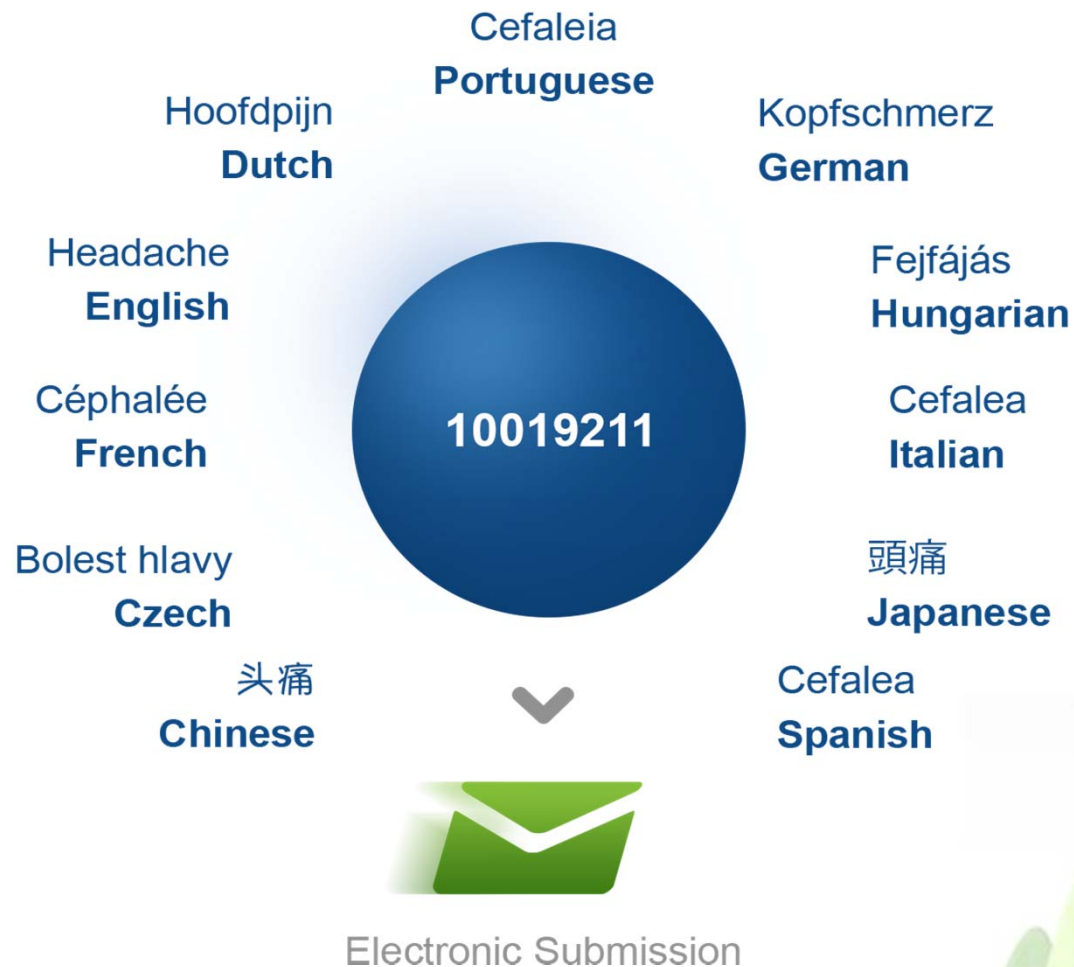 Cefaleia
Portuguese
Hoofdpijn
Dutch
Kopfschmerz
German
Headache
English
Fejfájás
Hungarian
Céphalée
French
10019211
Cefalea
Italian
Bolest hlavy
Czech
頭痛
Japanese
头痛
Chinese
Cefalea
Spanish
Electronic Submission